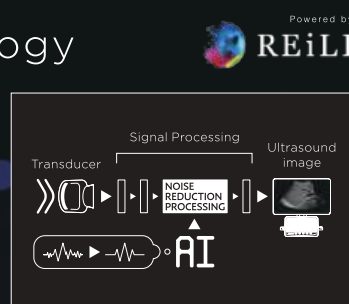 Powered by
ogy
REiLI
Signal Processing
Transducer
Ultrasound
image
NOISE
REDUCTION
PROCESSING
AI